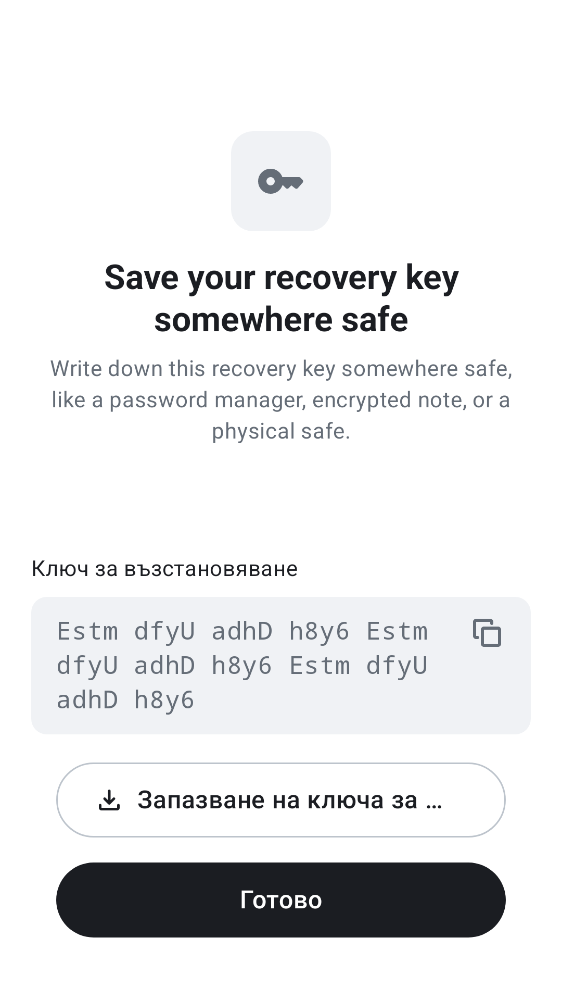 Save your recovery key
somewhere safe
Write down this recovery key somewhere safe,
like a password manager, encrypted note, or a
physical safe.
Ключ за възстановяване
Estm dfyU adhD h8y6 Estm
dfyU adhD h8y6 Estm dfyU
adhD h8y6
Запазване на ключа за …
Готово